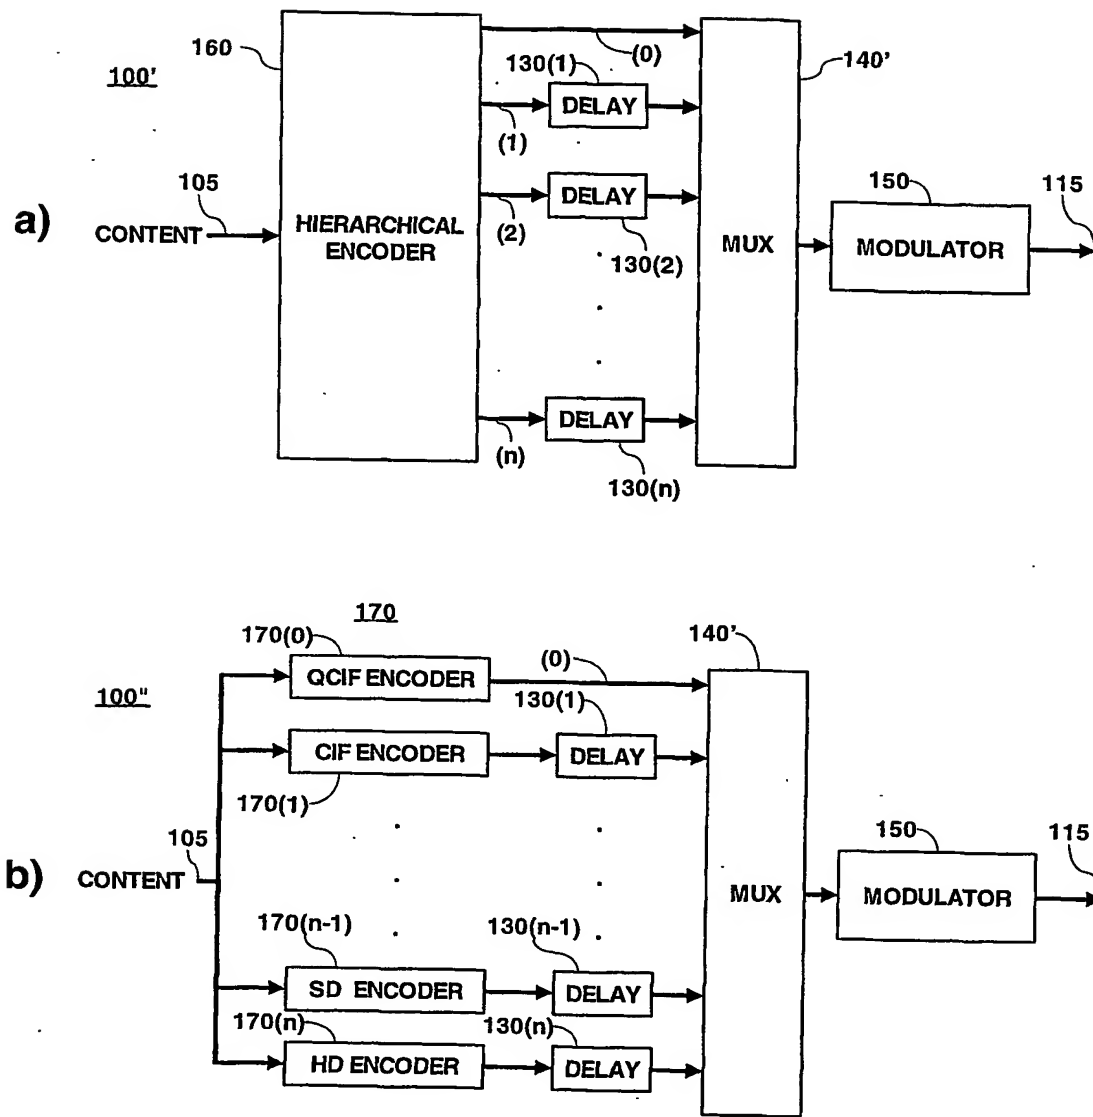 160
(0)
100'
130(1)
140'
DELAY
(1)
105
150
115
DELAY
a)
CONTENT
HIERARCHICAL
ENCODER
(2)
130(2)
MUX
MODULATOR
DELAY
(n)
130(n)
170
170(0)
140'
(0)
QCIF ENCODER
100"
130(1)
CIF ENCODER
DELAY
170(1)
105
150
115
b)
CONTENT
MUX
MODULATOR
170(n-1)
130(n-1)
SD ENCODER
DELAY
170(n)
130(n)
HD ENCODER
DELAY